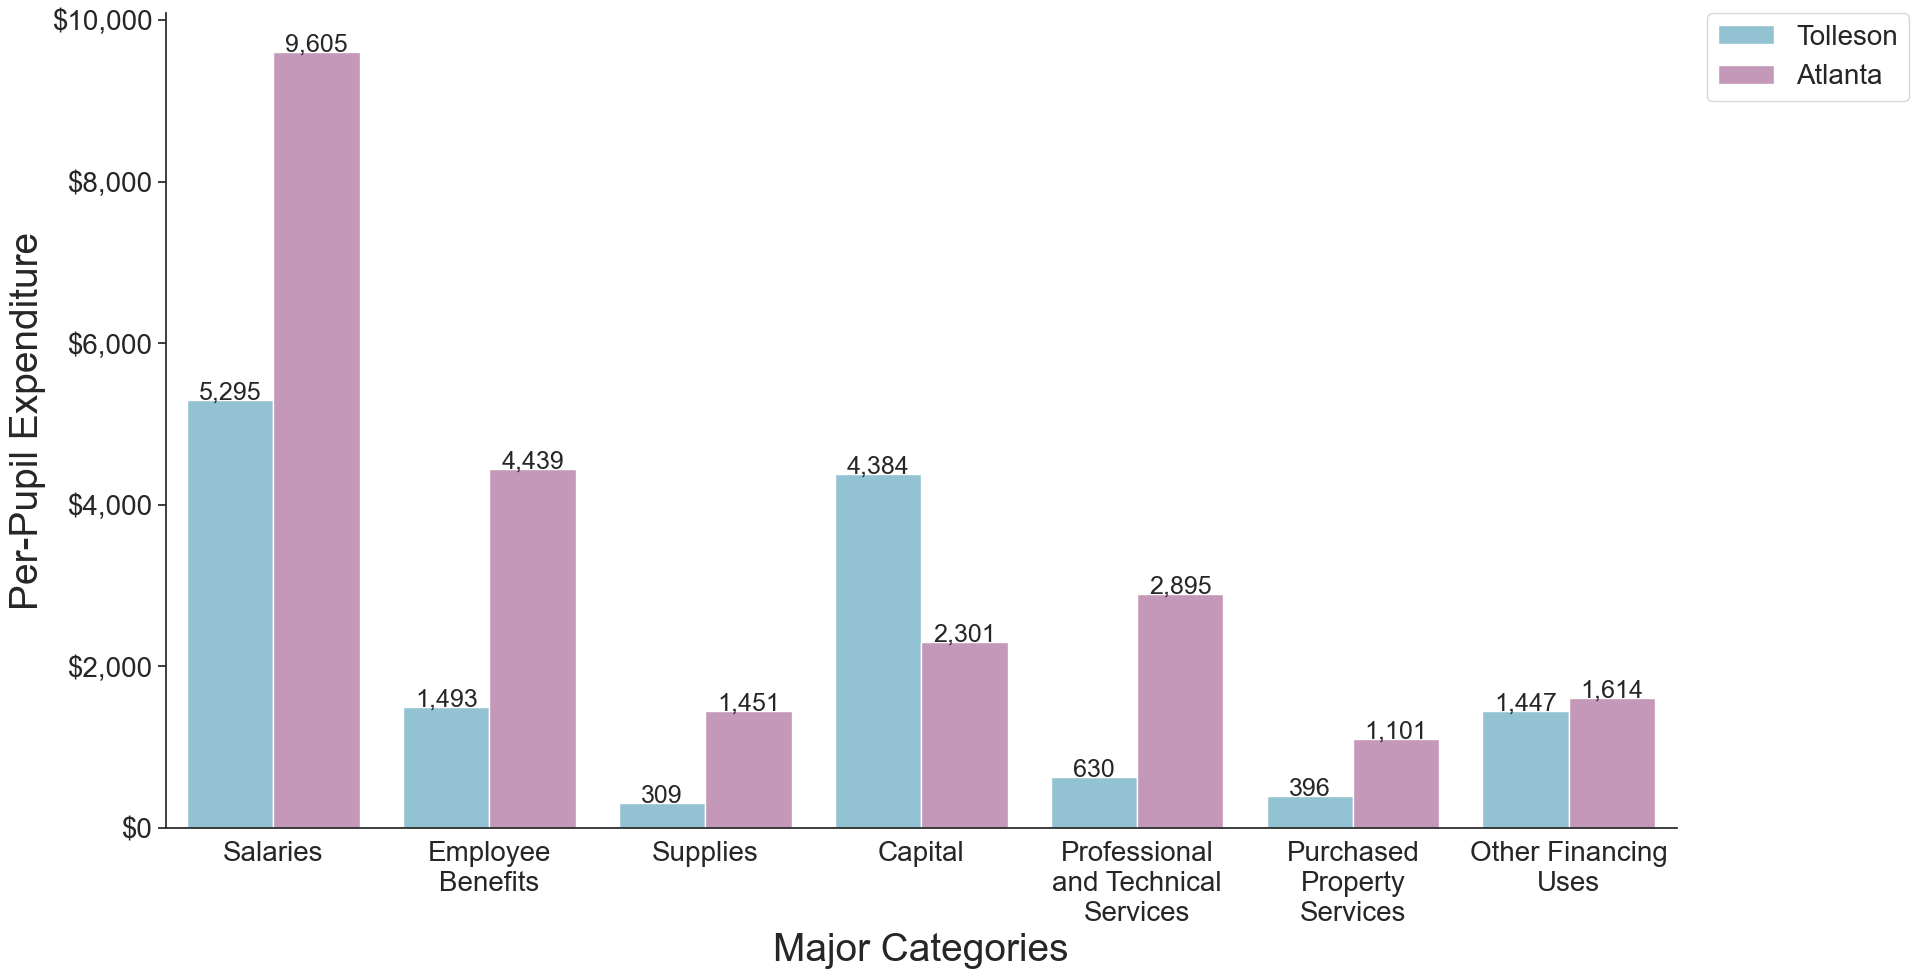 $10,000
$8,000
$6,000
$4,000
$2,000
$0
Per-Pupil Expenditure
5,295
9,605
1,493
4,439
309
1,451
4,384
2,301
630
2,895
396
1,101
1,447
1,614
Salaries
Employee
Benefits
Supplies
Capital
Professional
and Technical
Services
Purchased
Property
Services
Other Financing
Uses
Major Categories
Tolleson
Atlanta